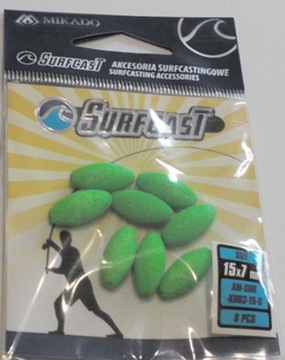 MIKADO
SURFCAST
AKCESORIA SURFCASTINGOWE
SURFCASTING ACCESSORIES
SURFCAST
SIZE
15x7
8 PCS